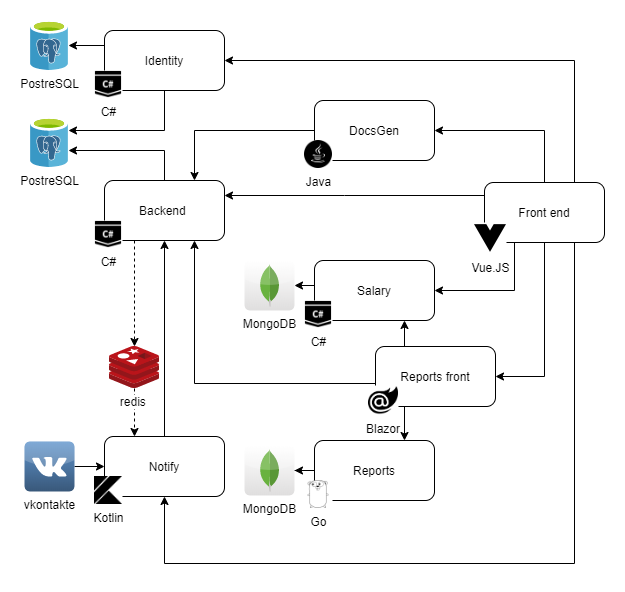 Identity
PostreSQL
C#
DocsGen
PostreSQL
Java
Backend
Front end
C#
Vue.JS
Salary
MongoDB
C#
Reports front
redis
Blazor
Notify
Reports
vkontakte
Kotlin
MongoDB
Go